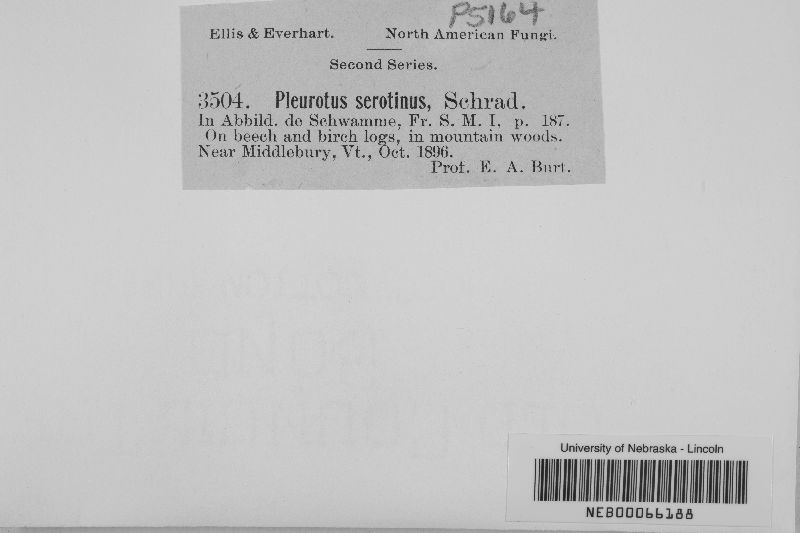 P5164
Ellis & Everhart. North American Fungi.
Second Series.
3504. Pleurotus serotinus, Schrad.
In Abbild. de Schwamme, Fr. S. M. I, p. 187.
On beech and birch logs, in mountain woods.
Near Middlebury, Vt., Oct. 1896.
Prof. E. A. Burt.
University of Nebraska - Lincoln
NEB00066188